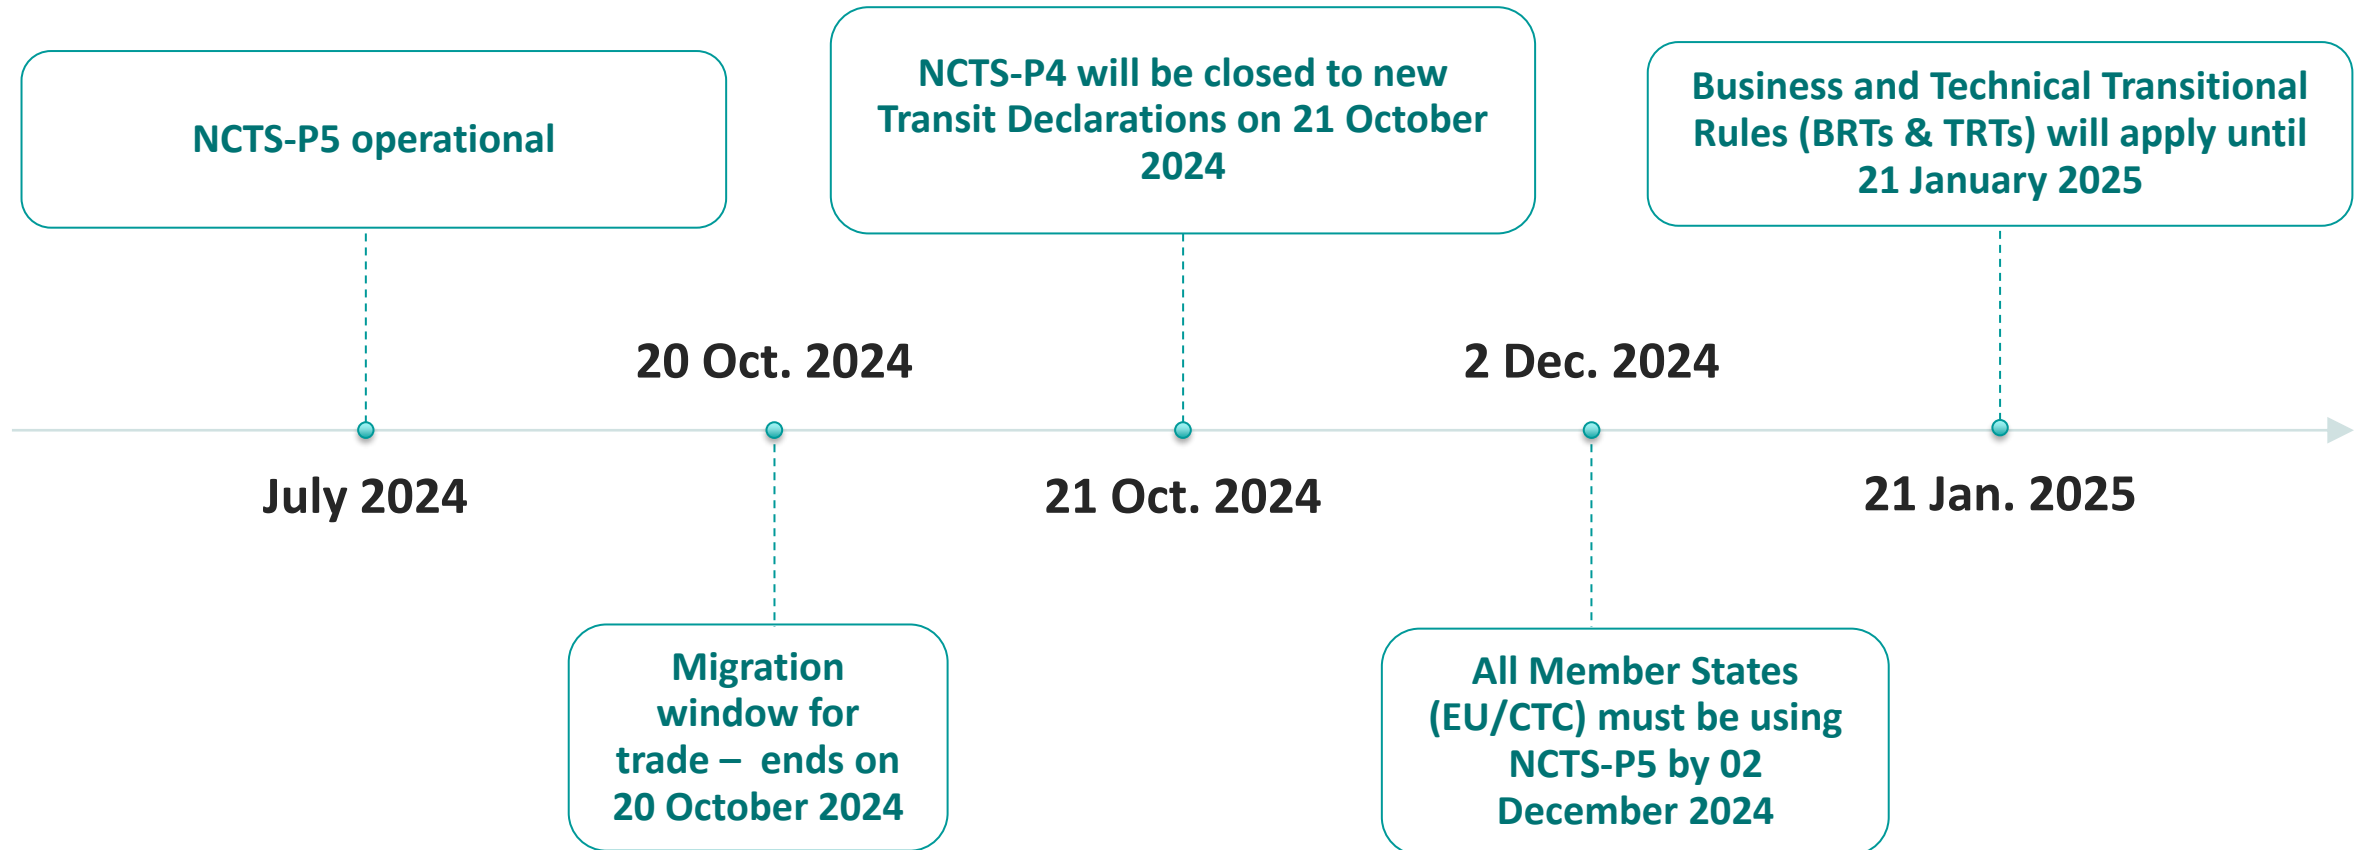 NCTS-P5 operational
NCTS-P4 will be closed to new
Transit Declarations on 21 October
2024
Business and Technical Transitional
Rules (BRTs & TRTs) will apply until
21 January 2025
20 Oct. 2024
2 Dec. 2024
July 2024
21 Oct. 2024
21 Jan. 2025
Migration
window for
trade – ends on
20 October 2024
All Member States
(EU/CTC) must be using
NCTS-P5 by 02
December 2024